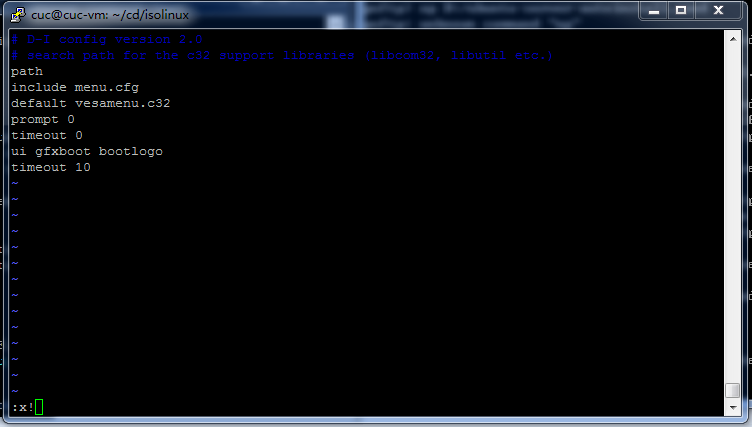 cuc@cuc-vm: ~/cd/isolinux
# D-I config version 2.0
# search path for the c32 support libraries (libcom32, libutil etc.)
path
include menu.cfg
default vesamenu.c32
prompt 0
timeout 0
ui gfxboot bootlogo
timeout 10
~
~
~
~
~
~
~
~
~
~
~
~
~
~
:x!